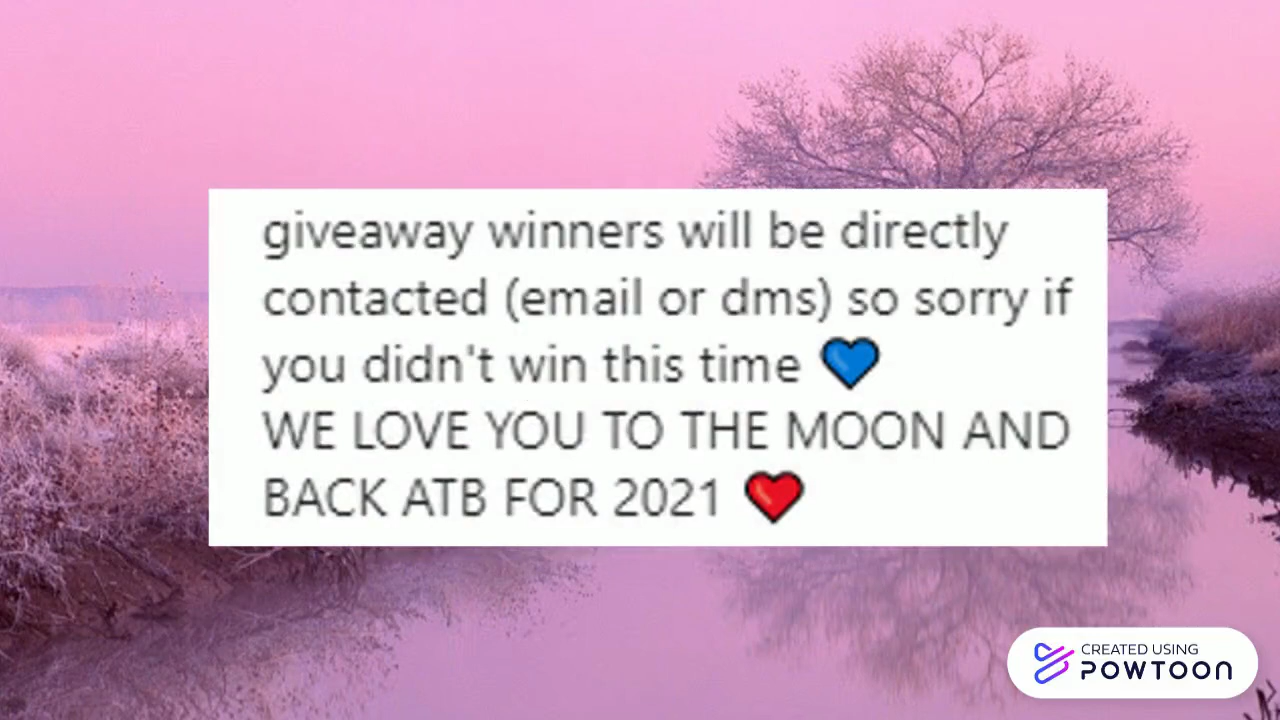 giveaway winners will be directly
contacted (email or dms) so sorry if
you didn't win this time 💙
WE LOVE YOU TO THE MOON AND
BACK ATB FOR 2021 ❤️
CREATED USING
POWTOON